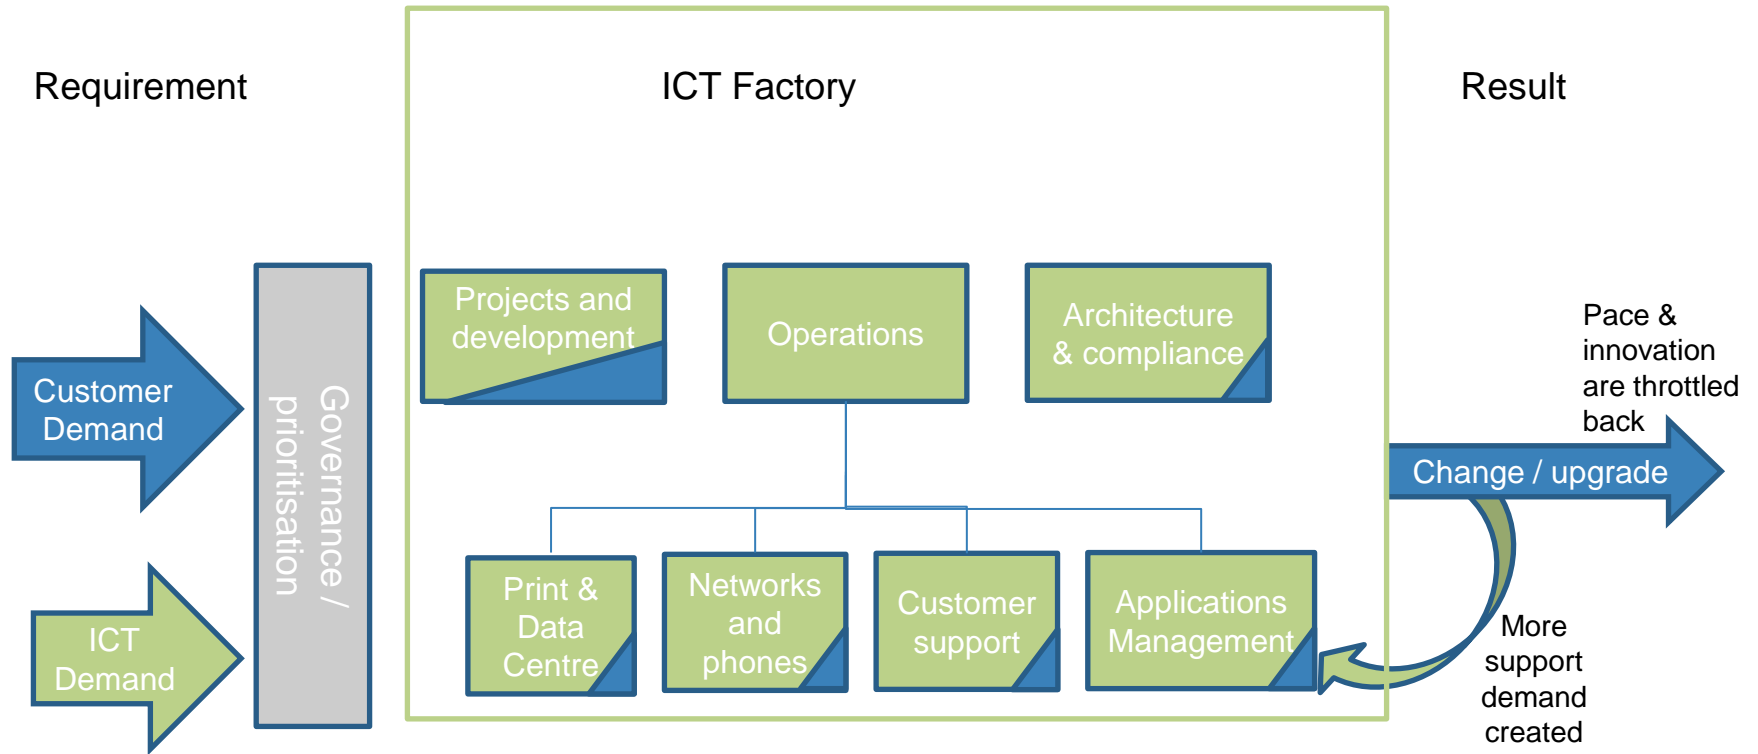 Requirement
ICT Factory
Result
Customer
Demand
ICT
Demand
Governance /
prioritisation
Projects and
development
Operations
Architecture
& compliance
Print &
Data
Centre
Networks
and
phones
Customer
support
Applications
Management
Pace &
innovation
are throttled
back
Change / upgrade
More
support
demand
created